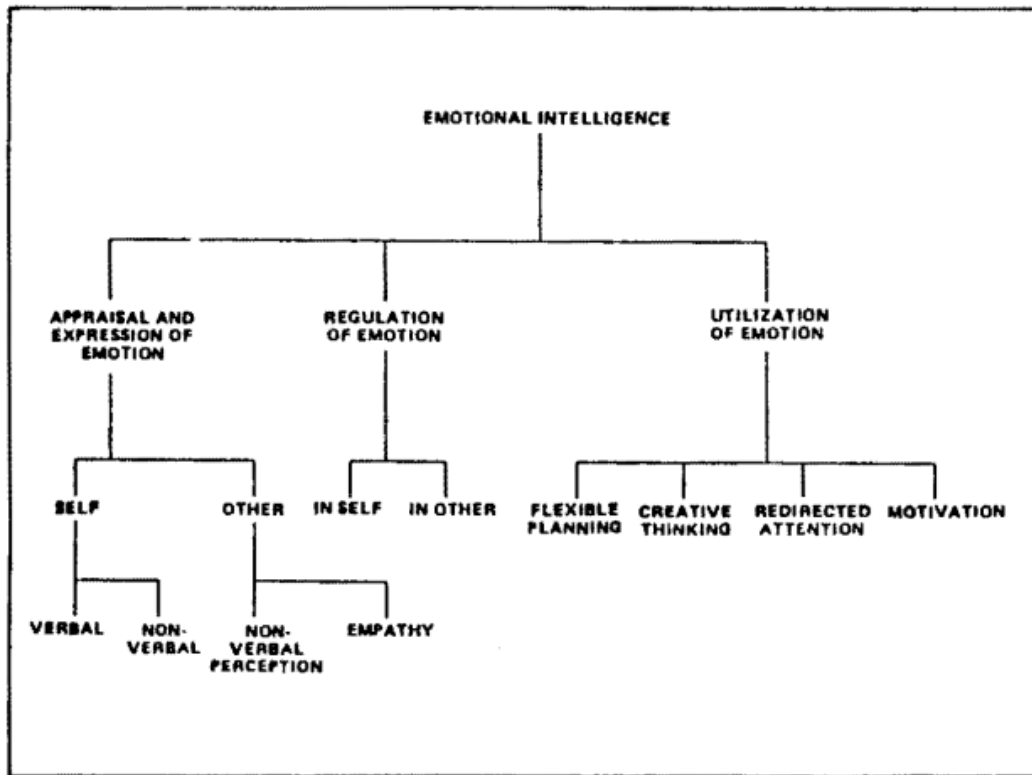 EMOTIONAL INTELLIGENCE
APPRAISAL AND
EXPRESSION OF
EMOTION
REGULATION
OF EMOTION
UTILIZATION
OF EMOTION
SELF
OTHER
IN SELF
IN OTHER
FLEXIBLE
PLANNING
CREATIVE
THINKING
REDIRECTED
ATTENTION
MOTIVATION
VERBAL
NON-
VERBAL
NON-
VERBAL
PERCEPTION
EMPATHY